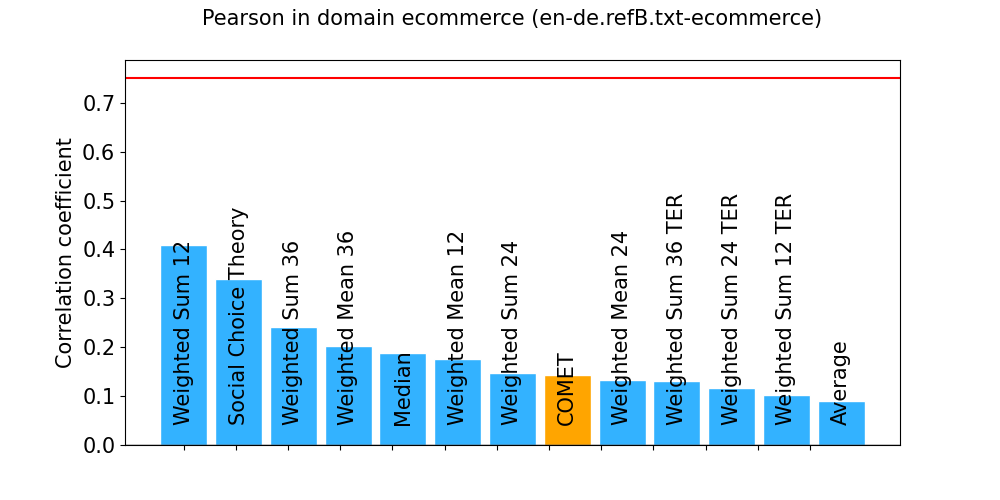 Pearson in domain ecommerce (en-de.refB.txt-ecommerce)
Correlation coefficient
0.7
0.6
0.5
0.4
0.3
0.2
0.1
0.0
Weighted Sum 12
Social Choice Theory
Weighted Sum 36
Weighted Mean 36
Median
Weighted Mean 12
Weighted Sum 24
COMET
Weighted Mean 24
Weighted Sum 36 TER
Weighted Sum 24 TER
Weighted Sum 12 TER
Average